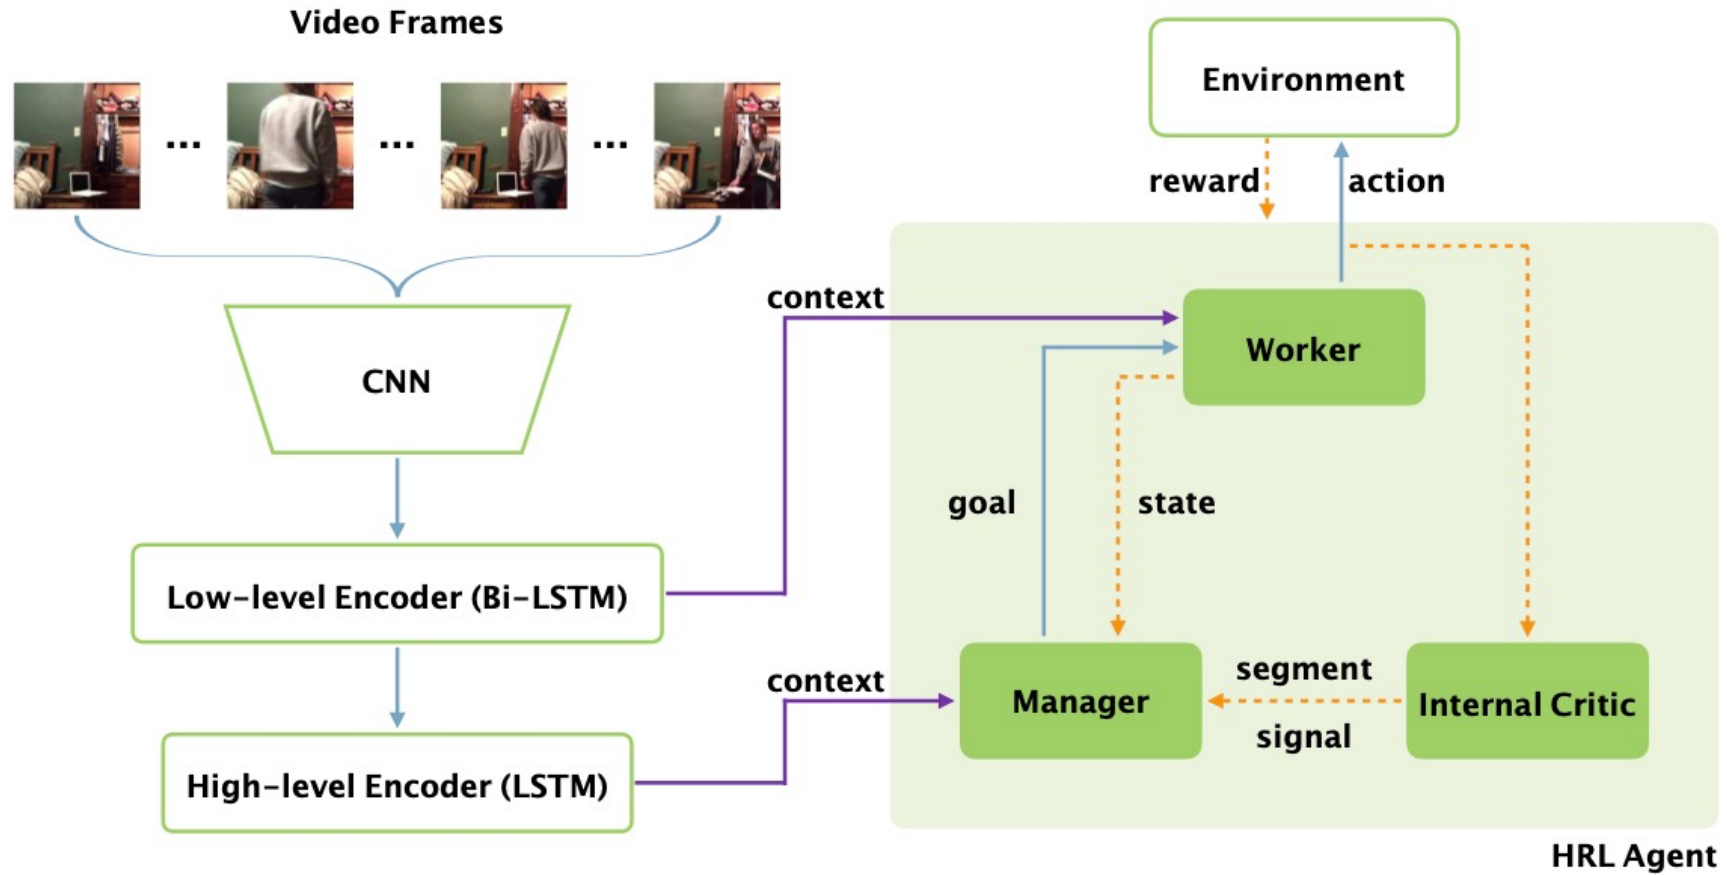 Video Frames
... ... ...
CNN
Low-level Encoder (Bi-LSTM)
High-level Encoder (LSTM)
context
context
Environment
reward
action
Worker
goal
state
Manager
segment
signal
Internal Critic
HRL Agent